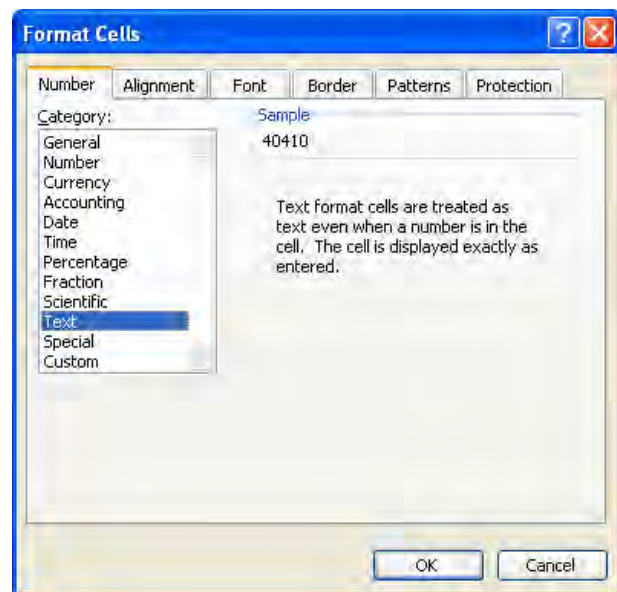 Format Cells
Number Alignment Font Border Patterns Protection
Category:
General
Number
Currency
Accounting
Date
Time
Percentage
Fraction
Scientific
Text
Special
Custom
Sample
40410
Text format cells are treated as
text even when a number is in the
cell. The cell is displayed exactly as
entered.
OK Cancel